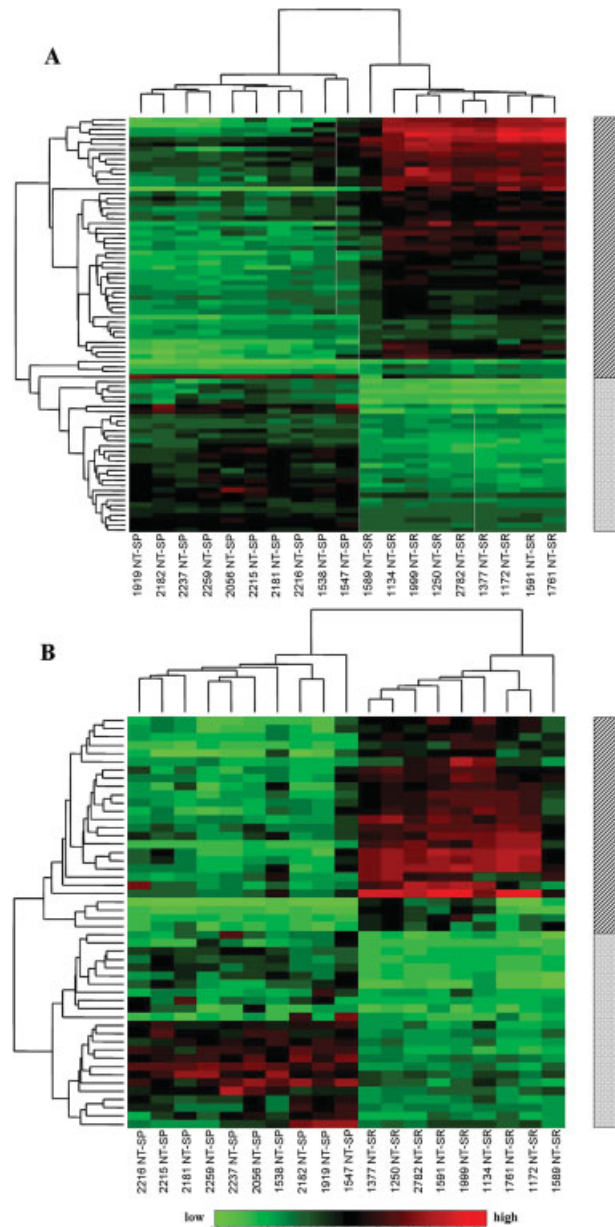 A
1919 NT-SP
2182 NT-SP
2237 NT-SP
2259 NT-SP
2056 NT-SP
2215 NT-SP
2181 NT-SP
2216 NT-SP
1538 NT-SP
1547 NT-SP
1589 NT-SR
1134 NT-SR
1999 NT-SR
1250 NT-SR
2782 NT-SR
1377 NT-SR
1172 NT-SR
1591 NT-SR
1761 NT-SR
B
2216 NT-SP
2215 NT-SP
2181 NT-SP
2259 NT-SP
2237 NT-SP
2056 NT-SP
1538 NT-SP
2182 NT-SP
1919 NT-SP
1547 NT-SP
1377 NT-SR
1250 NT-SR
2782 NT-SR
1591 NT-SR
1999 NT-SR
1134 NT-SR
1761 NT-SR
1172 NT-SR
1589 NT-SR
low high